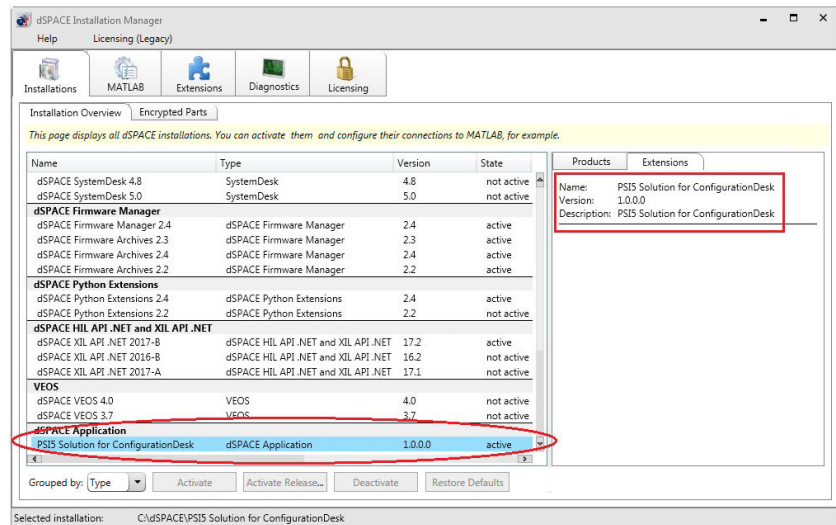 dSPACE Installation Manager
Help Licensing (Legacy)
Installations MATLAB Extensions Diagnostics Licensing
Installation Overview Encrypted Parts
This page displays all dSPACE installations. You can activate them and configure their connections to MATLAB, for example.
Name Type Version State
dSPACE SystemDesk 4.8 SystemDesk 4.8 not active
dSPACE SystemDesk 5.0 SystemDesk 5.0 not active
dSPACE Firmware Manager
dSPACE Firmware Manager 2.4 dSPACE Firmware Manager 2.4 active
dSPACE Firmware Archives 2.3 dSPACE Firmware Manager 2.3 active
dSPACE Firmware Archives 2.4 dSPACE Firmware Manager 2.4 active
dSPACE Firmware Archives 2.2 dSPACE Firmware Manager 2.2 active
dSPACE Python Extensions
dSPACE Python Extensions 2.4 dSPACE Python Extensions 2.4 active
dSPACE Python Extensions 2.2 dSPACE Python Extensions 2.2 not active
dSPACE HIL API .NET and XIL API .NET
dSPACE XIL API .NET 2017-B dSPACE HIL API .NET and XIL API .NET 17.2 active
dSPACE XIL API .NET 2016-B dSPACE HIL API .NET and XIL API .NET 16.2 not active
dSPACE XIL API .NET 2017-A dSPACE HIL API .NET and XIL API .NET 17.1 not active
VEOS
dSPACE VEOS 4.0 VEOS 4.0 not active
dSPACE VEOS 3.7 VEOS 3.7 not active
dSPACE Application
PSI5 Solution for ConfigurationDesk dSPACE Application 1.0.0.0 active
Products Extensions
Name: PSI5 Solution for ConfigurationDesk
Version: 1.0.0.0
Description: PSI5 Solution for ConfigurationDesk
Grouped by: Type Activate Activate Release... Deactivate Restore Defaults
Selected installation: C:\dSPACE\PSI5 Solution for ConfigurationDesk